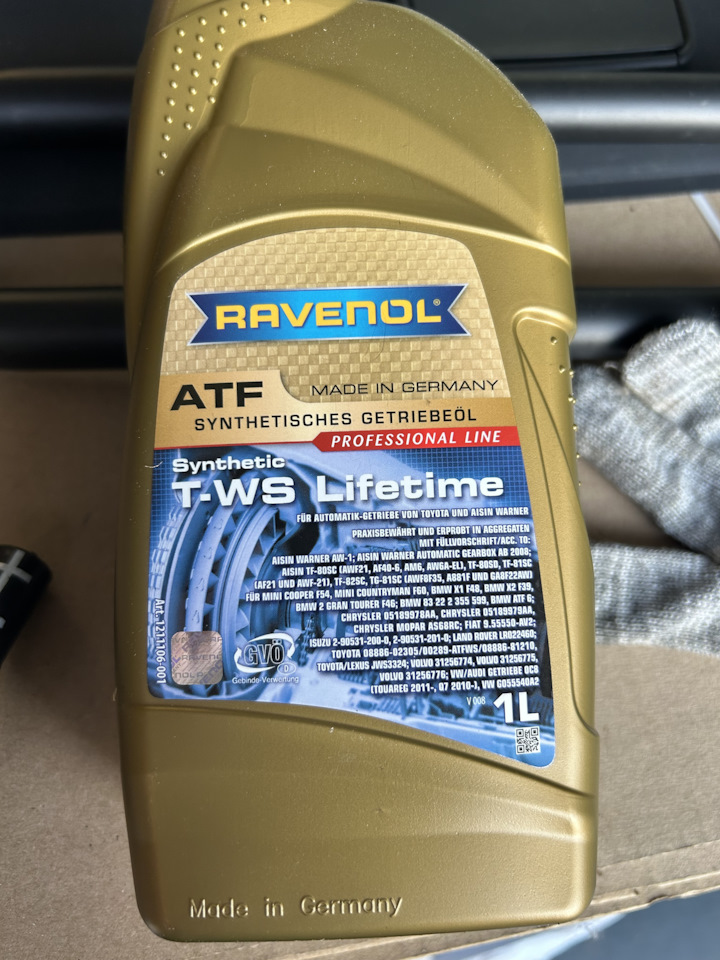 RAVENOL®
ATF
MADE IN GERMANY
SYNTHETISCHES GETRIEBEÖL
PROFESSIONAL LINE
Synthetic
T-WS Lifetime
FÜR AUTOMATIK-GETRIEBE VON TOYOTA UND AISIN WARNER
PRAXISBEWÄHRT UND ERPROBT IN AGGREGATEN
MIT FÜLLVORSCHRIFT/ACC. TO:
AISIN WARNER AW-1; AISIN WARNER AUTOMATIC GEARBOX AB 2008;
AISIN TF-80SC (AWF21, AF40-6, AM6, AW6A-EL), TF-80SD, TF-81SC
(AF21 UND AWF-21), TF-82SC, TG-81SC (AWF8F35, AB81F UND GA8F22AW)
FÜR MINI COOPER F54, MINI COUNTRYMAN F60, BMW X1 F48, BMW X2 F39,
BMW 2 GRAN TOURER F46; BMW 83 22 2 355 599, BMW ATF 6;
CHRYSLER 05189978AA, CHRYSLER 05189979AA,
CHRYSLER MOPAR AS68RC; FIAT 9.55550-AV2;
ISUZU 2-90531-200-0, 2-90531-201-0; LAND ROVER LR022460;
TOYOTA 08886-02305/00289-ATFWS/08886-81210,
TOYOTA/LEXUS JWS3324; VOLVO 31256774, VOLVO 31256775,
VOLVO 31256776; VW/AUDI GETRIEBE 0C8
(TOUAREG 2011-, 07 2010-), VW G055540A2
Art. 1211106-001
RAVENO
GVÖ
Gebinde-Verwertung
V 008
1L
Made in Germany